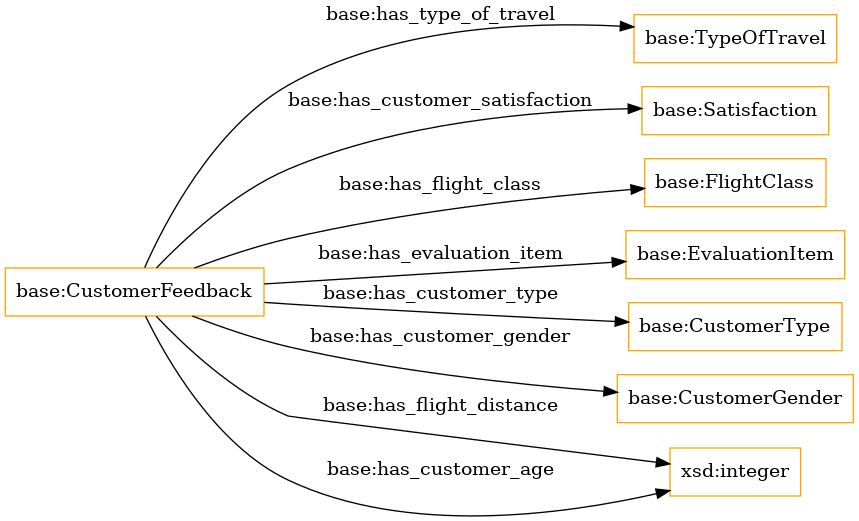 base:has_type_of_travel
base:TypeOfTravel
base:has_customer_satisfaction
base:Satisfaction
base:has_flight_class
base:FlightClass
base:has_evaluation_item
base:EvaluationItem
base:CustomerFeedback
base:has_customer_type
base:CustomerType
base:has_customer_gender
base:CustomerGender
base:has_flight_distance
base:has_customer_age
xsd:integer